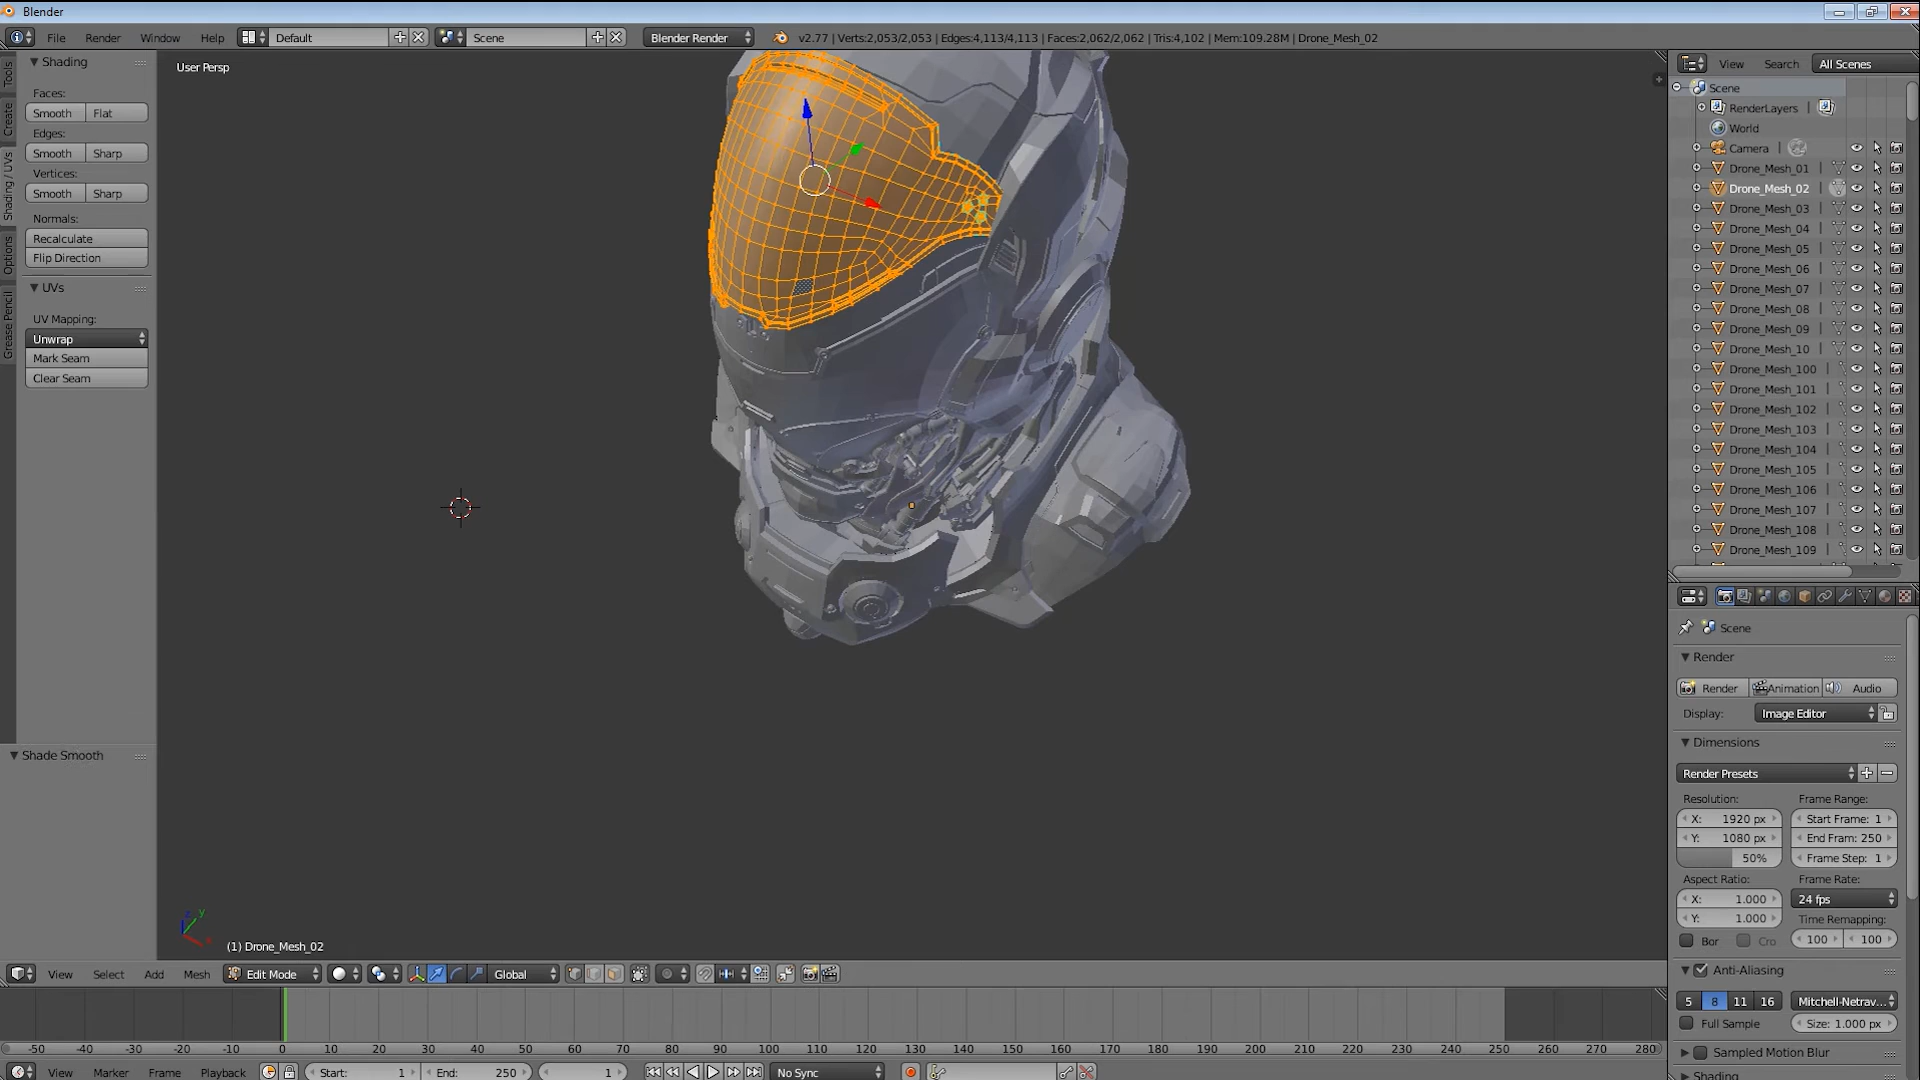 Blender
File Render Window Help Default Scene Blender Render v2.77 | Verts:2,053/2,053 | Edges:4,113/4,113 | Faces:2,062/2,062 | Tris:4,102 | Mem:109.28M | Drone_Mesh_02
Tools
Create
Shading / UVs
Options
Grease Pencil
Shading
Faces:
Smooth Flat
Edges:
Smooth Sharp
Vertices:
Smooth Sharp
Normals:
Recalculate
Flip Direction
UVs
UV Mapping:
Unwrap
Mark Seam
Clear Seam
Shade Smooth
User Persp
z y
(1) Drone_Mesh_02
View Select Add Mesh Edit Mode Global
-50 -40 -30 -20 -10 0 10 20 30 40 50 60 70 80 90 100 110 120 130 140 150 160 170 180 190 200 210 220 230 240 250 260 270 280
View Marker Frame Playback Start: 1 End: 250 1 No Sync
View Search All Scenes
Scene
RenderLayers |
World
Camera |
Drone_Mesh_01 |
Drone_Mesh_02 |
Drone_Mesh_03 |
Drone_Mesh_04 |
Drone_Mesh_05 |
Drone_Mesh_06 |
Drone_Mesh_07 |
Drone_Mesh_08 |
Drone_Mesh_09 |
Drone_Mesh_10 |
Drone_Mesh_100 |
Drone_Mesh_101 |
Drone_Mesh_102 |
Drone_Mesh_103 |
Drone_Mesh_104 |
Drone_Mesh_105 |
Drone_Mesh_106 |
Drone_Mesh_107 |
Drone_Mesh_108 |
Drone_Mesh_109 |
Scene
Render
Render Animation Audio
Display: Image Editor
Dimensions
Render Presets
Resolution: Frame Range:
X: 1920 px Start Frame: 1
Y: 1080 px End Fram: 250
50% Frame Step: 1
Aspect Ratio: Frame Rate:
X: 1.000 24 fps
Y: 1.000 Time Remapping:
Bor Cro 100 100
Anti-Aliasing
5 8 11 16 Mitchell-Netrav...
Full Sample Size: 1.000 px
Sampled Motion Blur
Shading